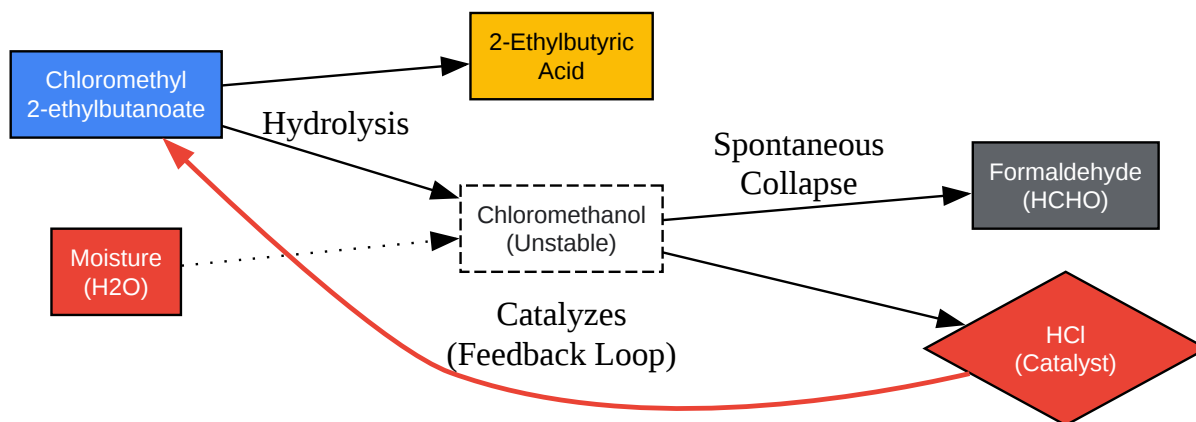 Chloromethyl
2-ethylbutanoate
2-Ethylbutyric
Acid
Hydrolysis
Moisture
(H2O)
Chloromethanol
(Unstable)
Spontaneous
Collapse
Formaldehyde
(HCHO)
Catalyzes
(Feedback Loop)
HCl
(Catalyst)